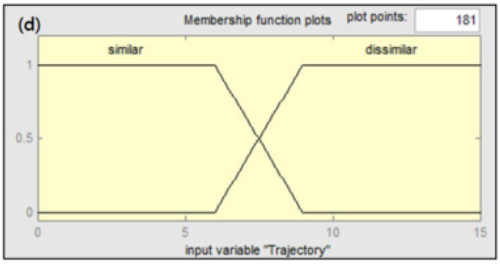 (d) Membership function plots plot points: 181
similar dissimilar
1
0.5
0
0 5 10 15
input variable "Trajectory"